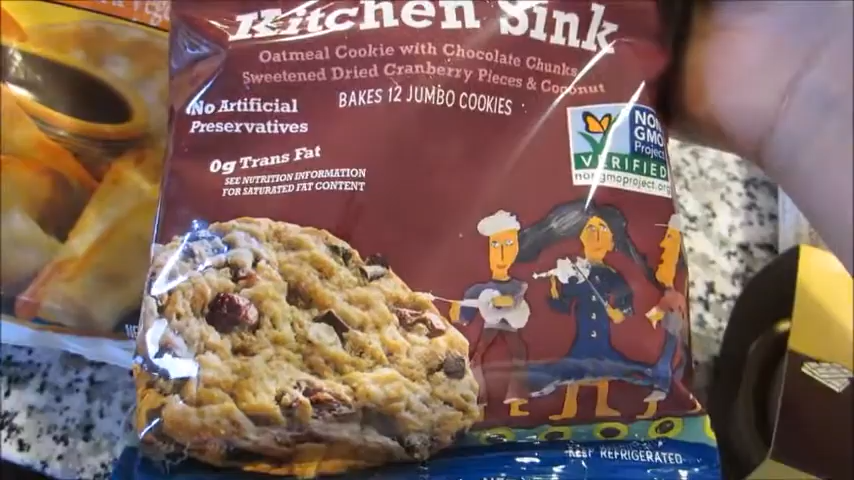 Kitchen Sink
Oatmeal Cookie with Chocolate Chunks,
Sweetened Dried Cranberry Pieces & Coconut
BAKES 12 JUMBO COOKIES
No Artificial
Preservatives
0g Trans Fat
SEE NUTRITION INFORMATION
FOR SATURATED FAT CONTENT
NON
GMO
Project
VERIFIED
nongmoproject.org
KEEP REFRIGERATED